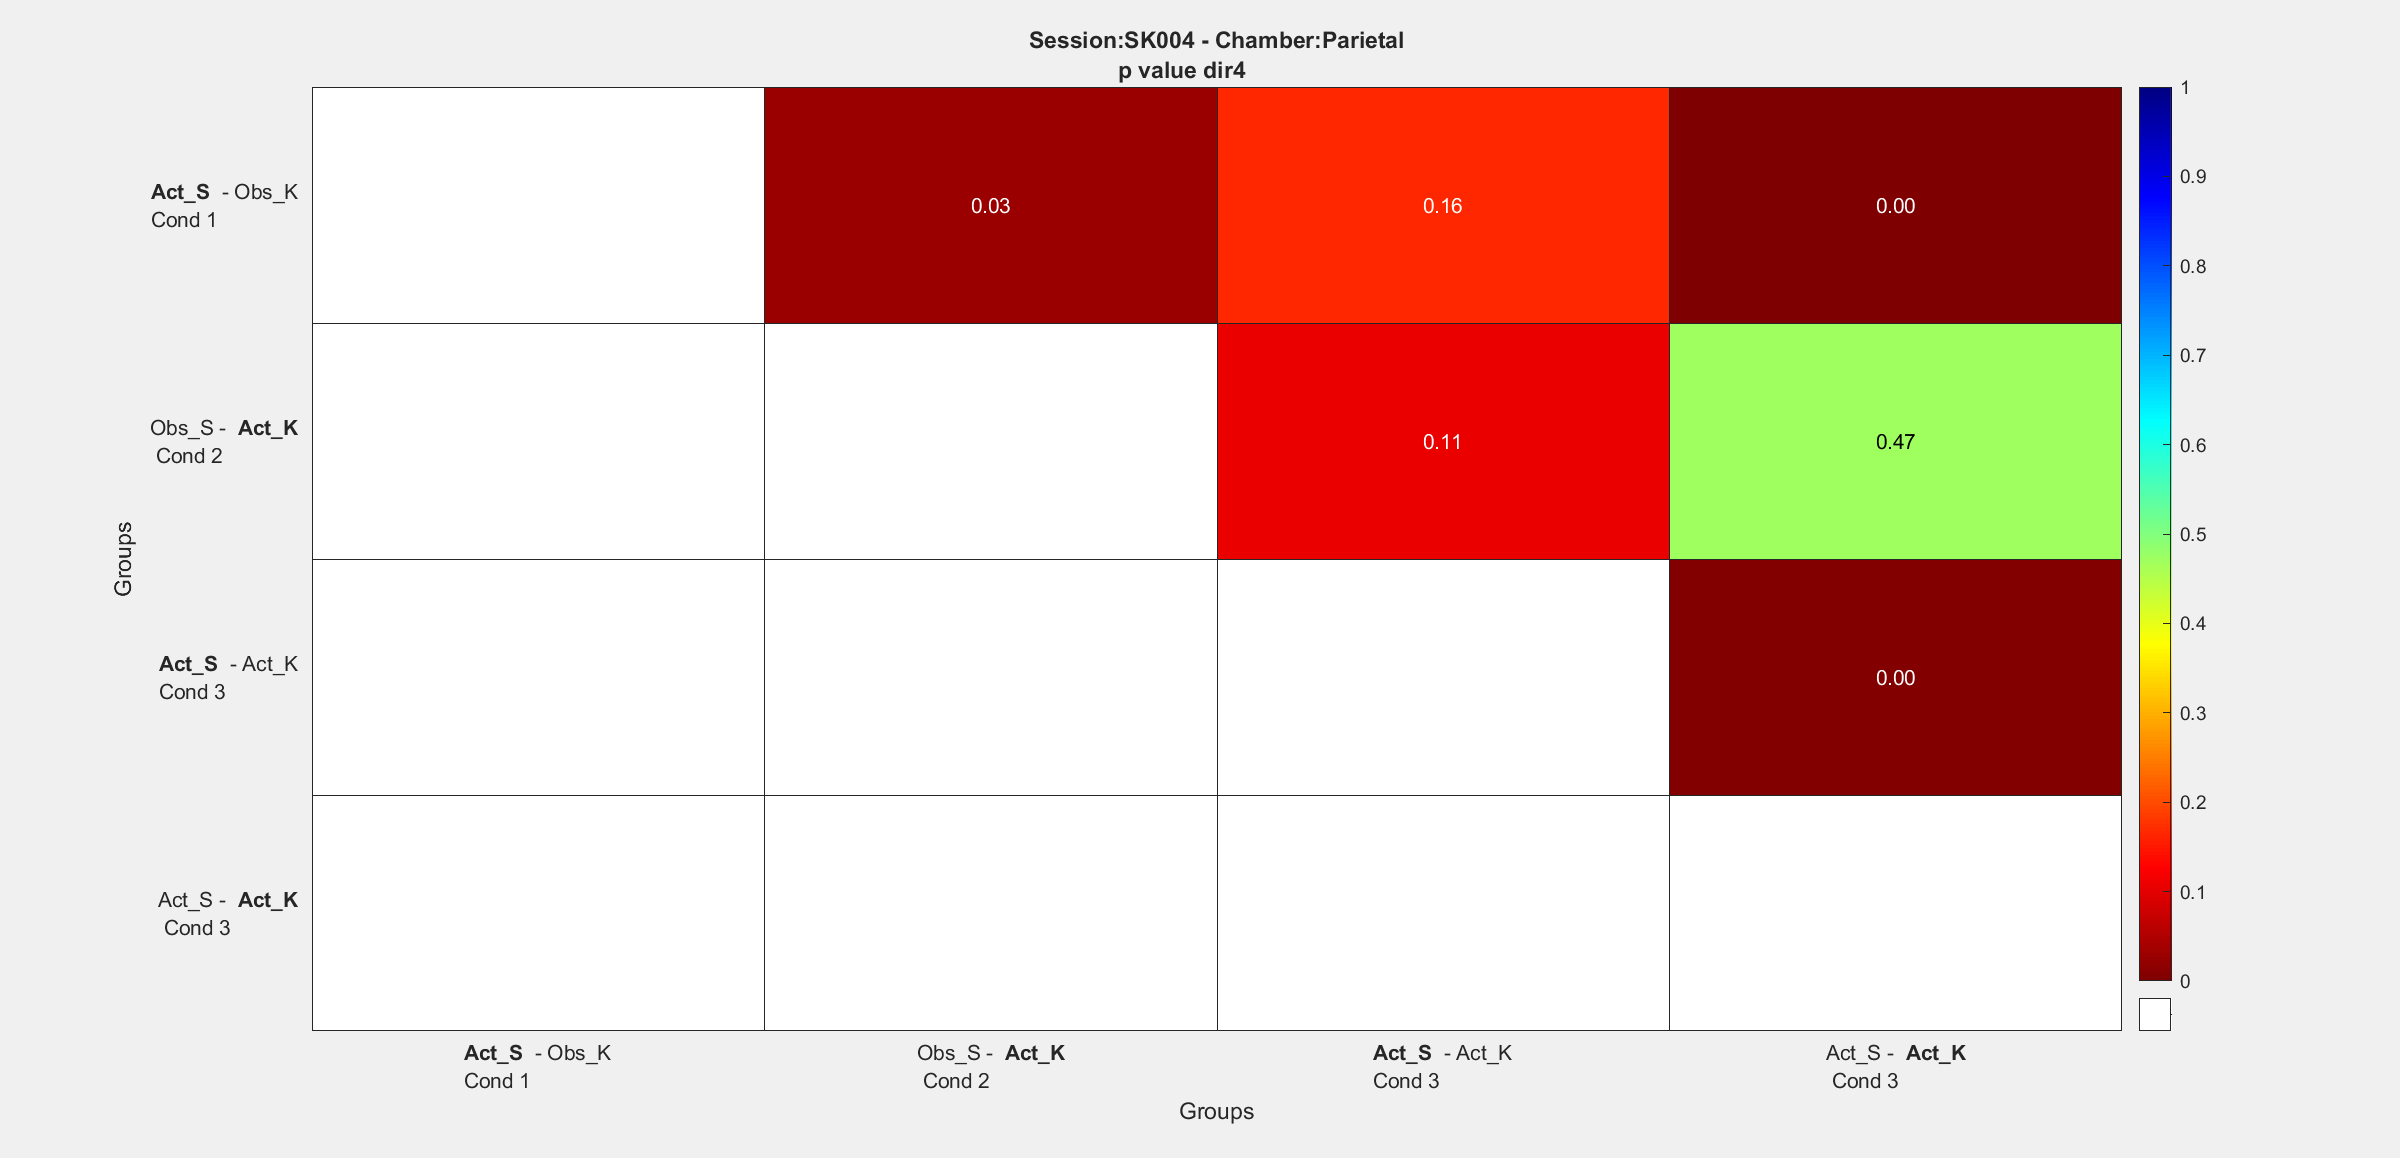 Session:SK004 - Chamber:Parietal
p value dir4
Act_S - Obs_K
Cond 1
0.03
0.16
0.00
Obs_S - Act_K
Cond 2
0.11
0.47
Act_S - Act_K
Cond 3
0.00
Act_S - Act_K
Cond 3
Groups
Act_S - Obs_K
Cond 1
Obs_S - Act_K
Cond 2
Act_S - Act_K
Cond 3
Act_S - Act_K
Cond 3
Groups
1
0.9
0.8
0.7
0.6
0.5
0.4
0.3
0.2
0.1
0